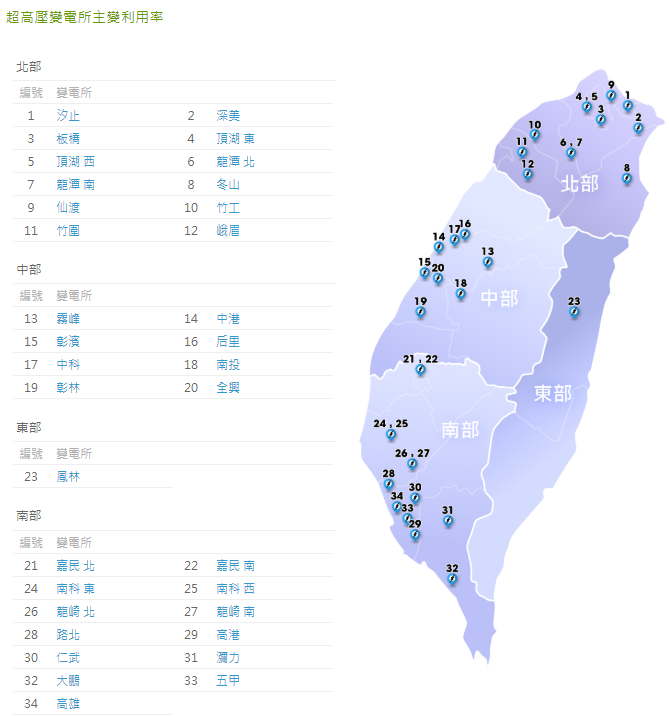 超高壓變電所主變利用率
北部
編號 變電所
1 汐止 2 深美
3 板橋 4 頂湖 東
5 頂湖 西 6 龍潭 北
7 龍潭 南 8 冬山
9 仙渡 10 竹工
11 竹園 12 峨眉
中部
編號 變電所
13 霧峰 14 中港
15 彰濱 16 后里
17 中科 18 南投
19 彰林 20 全興
東部
編號 變電所
23 鳳林
南部
編號 變電所
21 嘉民 北 22 嘉民 南
24 南科 東 25 南科 西
26 龍崎 北 27 龍崎 南
28 路北 29 高港
30 仁武 31 瀰力
32 大鵬 33 五甲
34 高雄
9
4 , 5 1
3
2
10
11 6 , 7
12
8
北部
16
17
14
13
15 20
18
中部
19
23
21 , 22
東部
24 , 25
南部
26 , 27
28
30
34
33
31
29
32